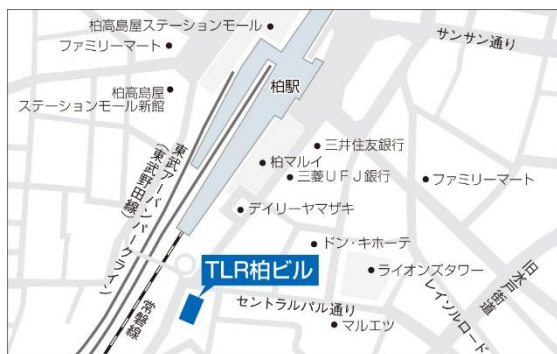 柏高島屋ステーションモール
ファミリーマート
サンサン通り
柏駅
柏高島屋
ステーションモール新館
三井住友銀行
柏マルイ
三菱UFJ銀行
ファミリーマート
東武アーバンパークライン
(東武野田線)
デイリーヤマザキ
ドン・キホーテ
旧水戸街道
TLR柏ビル
ライオンズタワー
常磐線
セントラルパル通り
レイソルロード
マルエツ